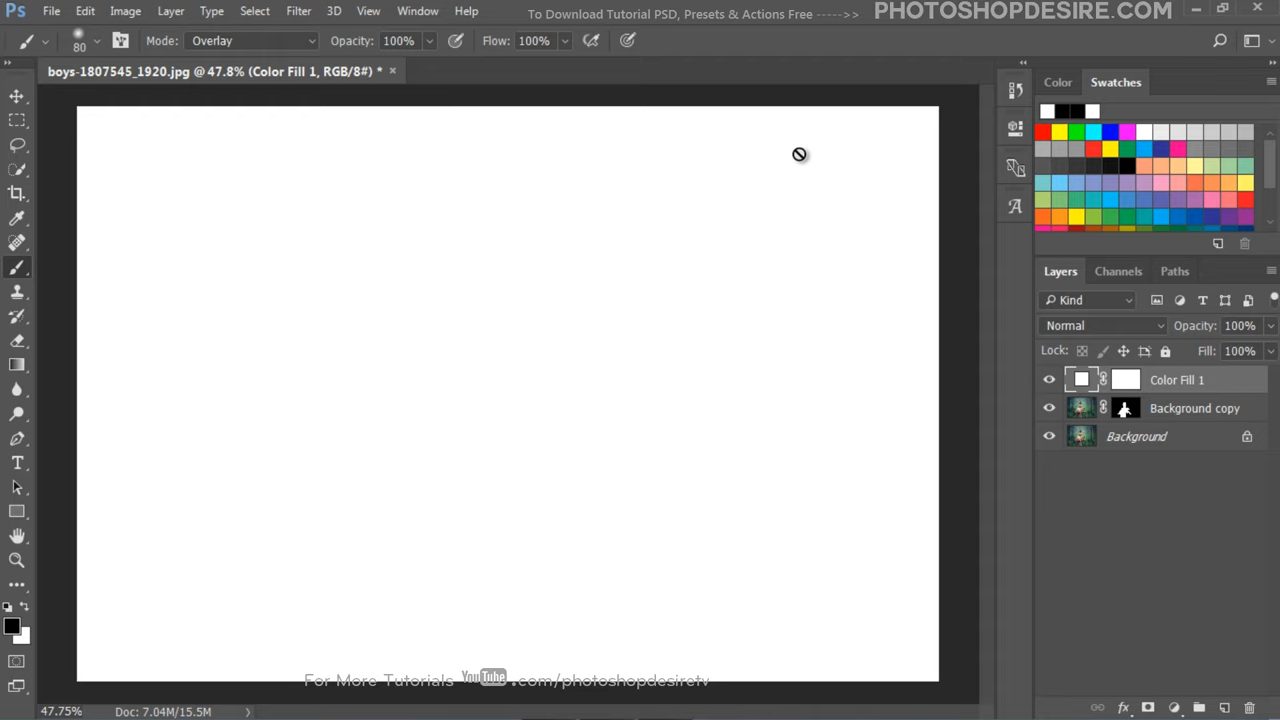 Ps File Edit Image Layer Type Select Filter 3D View Window Help To Download Tutorial PSD, Presets & Actions Free ----->> PHOTOSHOPDESIRE.COM
80 Mode: Overlay Opacity: 100% Flow: 100%
boys-1807545_1920.jpg @ 47.8% (Color Fill 1, RGB/8#) * ×
Color Swatches
Layers Channels Paths
Kind
Normal Opacity: 100%
Lock: Fill: 100%
Color Fill 1
Background copy
Background
For More Tutorials YouTube .com/photoshopdesiretv
47.75% Doc: 7.04M/15.5M